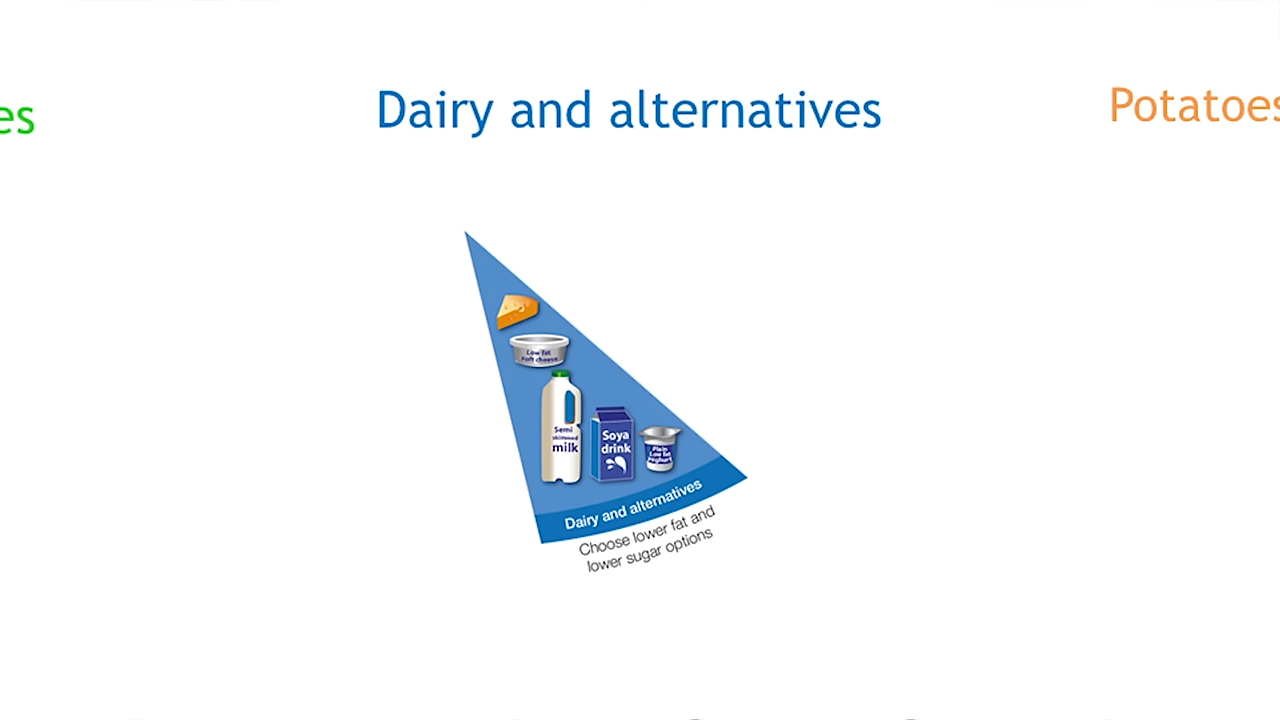 es
Dairy and alternatives
Potatoes
Low fat
soft cheese
Semi
skimmed
milk
Soya
drink
Plain
Low fat
yoghurt
Dairy and alternatives
Choose lower fat and
lower sugar options